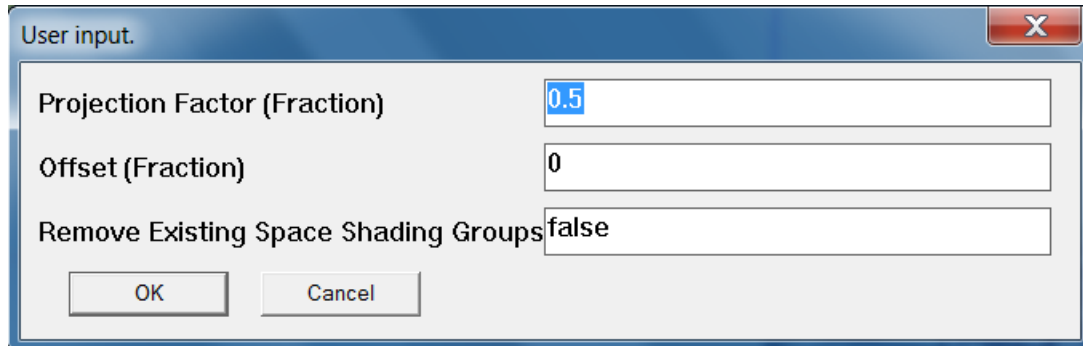 User input.
Projection Factor (Fraction) 0.5
Offset (Fraction) 0
Remove Existing Space Shading Groups false
OK Cancel